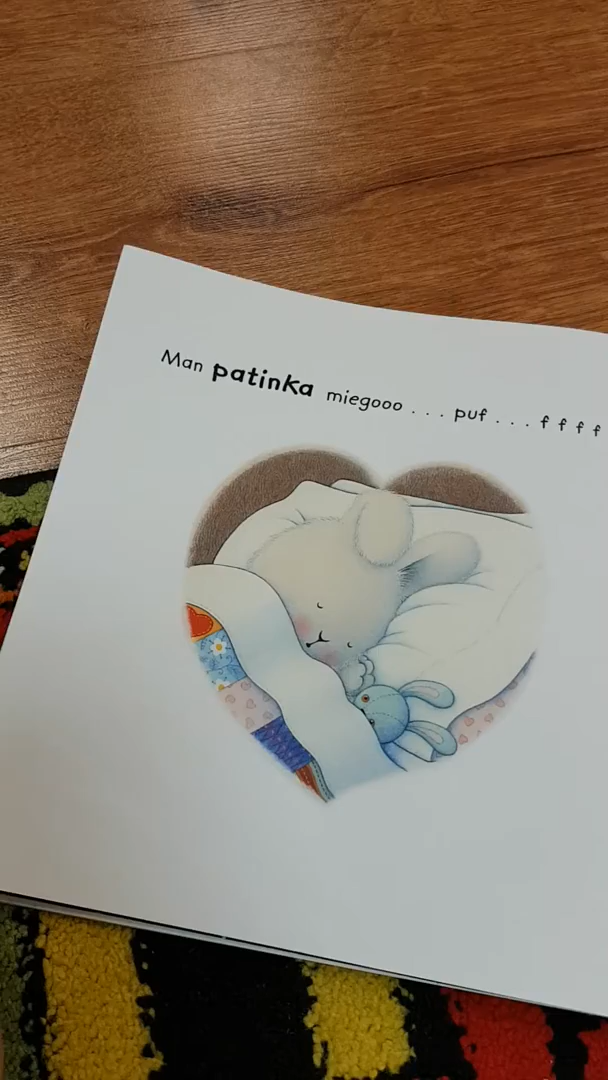 Man patinka miegooo . . . puf . . . f f f f